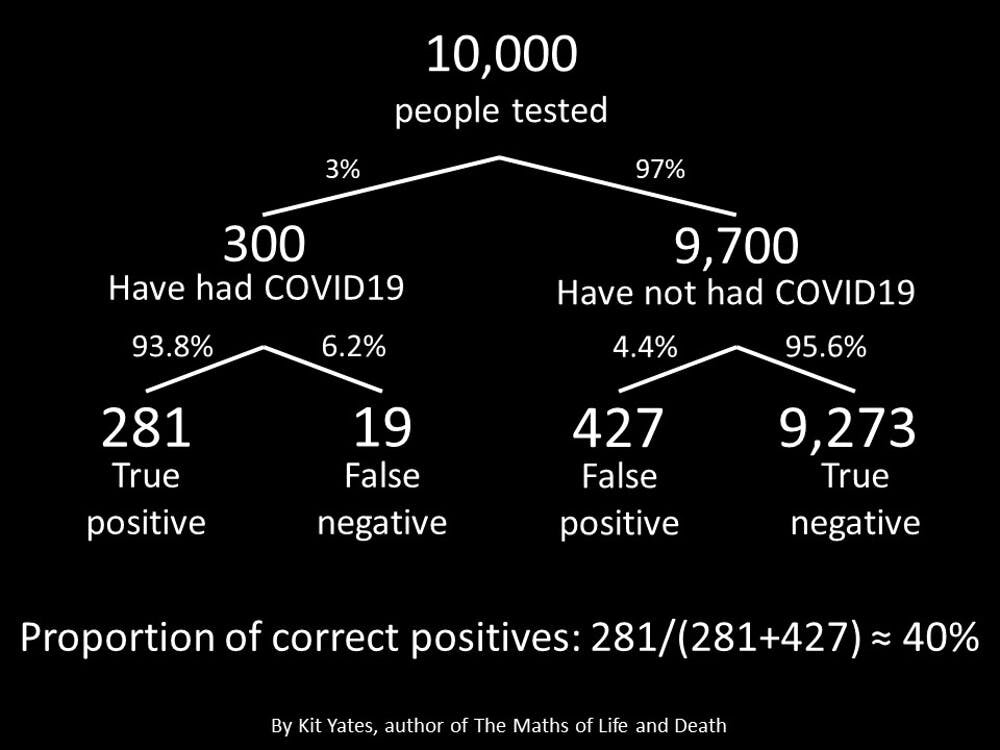 10,000
people tested
3% 97%
300 9,700
Have had COVID19 Have not had COVID19
93.8% 6.2% 4.4% 95.6%
281 19 427 9,273
True False False True
positive negative positive negative
Proportion of correct positives: 281/(281+427) ≈ 40%
By Kit Yates, author of The Maths of Life and Death